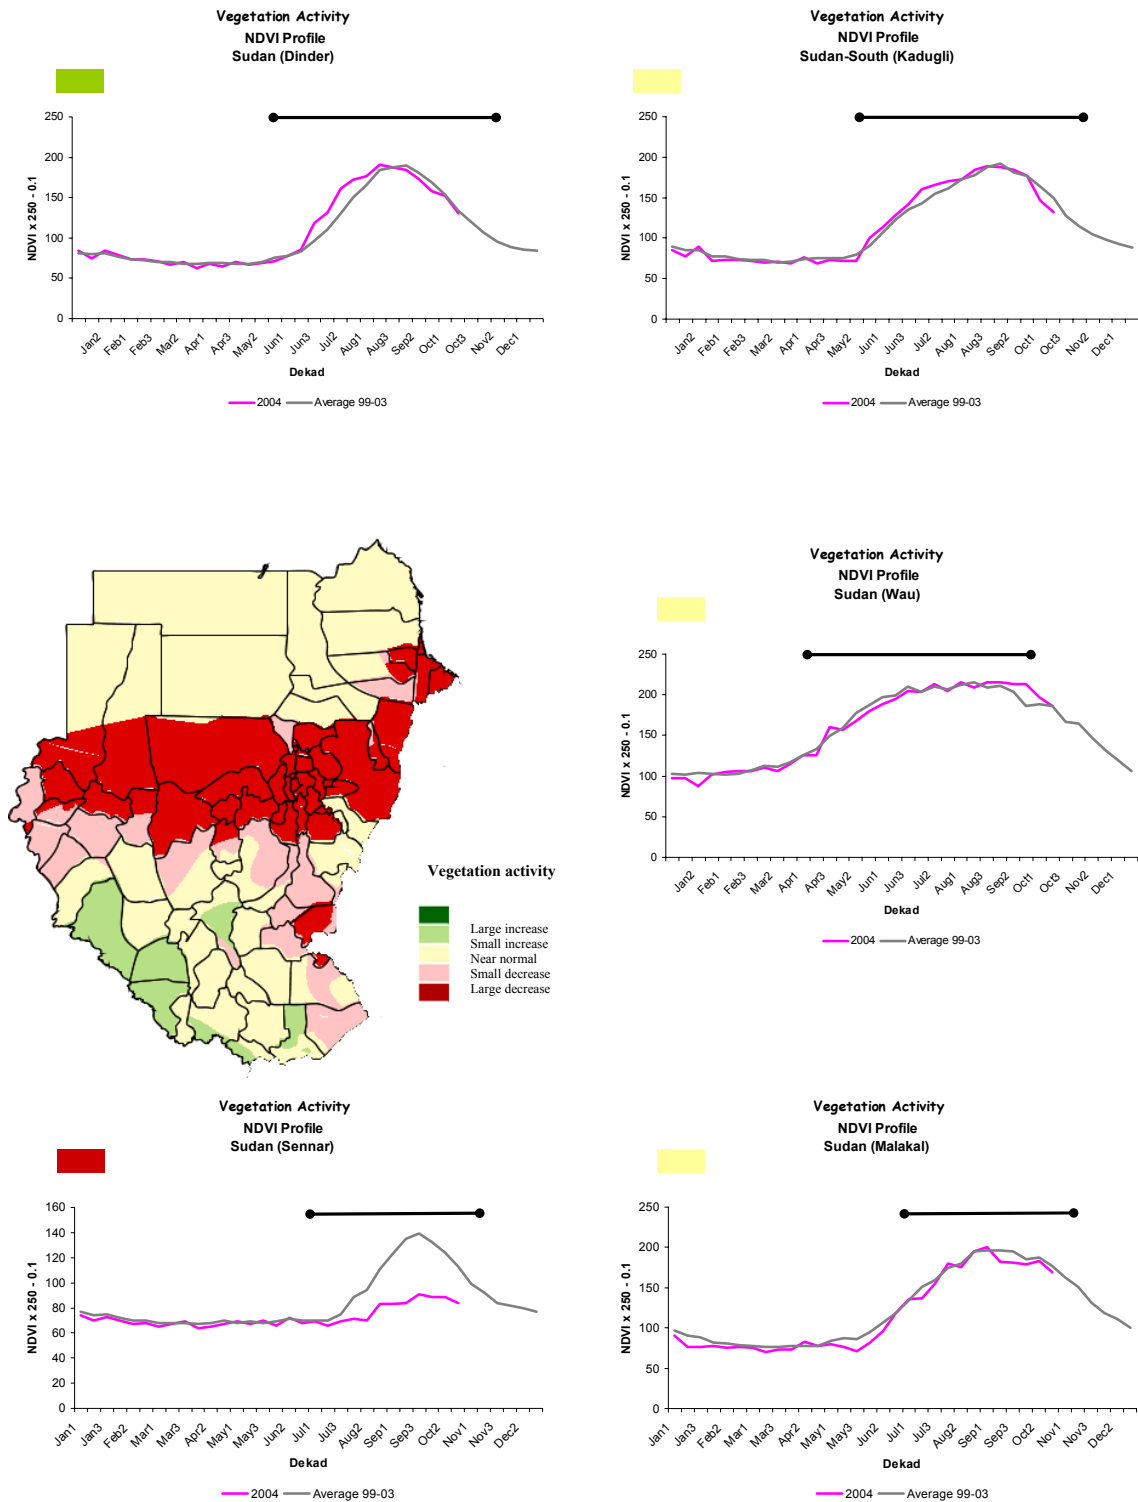 Vegetation Activity
NDVI Profile
Sudan (Dinder)
250
200
150
100
50
0
NDVI x 250 - 0.1
Jan2 Feb1 Feb3 Mar2 Apr1 Apr3 May2 Jun1 Jun3 Jul2 Aug1 Aug3 Sep2 Oct1 Oct3 Nov2 Dec1
Dekad
2004 Average 99-03
Vegetation Activity
NDVI Profile
Sudan-South (Kadugli)
250
200
150
100
50
0
NDVI x 250 - 0.1
Jan2 Feb1 Feb3 Mar2 Apr1 Apr3 May2 Jun1 Jun3 Jul2 Aug1 Aug3 Sep2 Oct1 Oct3 Nov2 Dec1
Dekad
2004 Average 99-03
Vegetation activity
Large increase
Small increase
Near normal
Small decrease
Large decrease
Vegetation Activity
NDVI Profile
Sudan (Wau)
250
200
150
100
50
0
NDVI x 250 - 0.1
Jan2 Feb1 Feb3 Mar2 Apr1 Apr3 May2 Jun1 Jun3 Jul2 Aug1 Aug3 Sep2 Oct1 Oct3 Nov2 Dec1
Dekad
2004 Average 99-03
Vegetation Activity
NDVI Profile
Sudan (Sennar)
160
140
120
100
80
60
40
20
0
NDVI x 250 - 0.1
Jan1 Jan3 Feb2 Mar1 Mar3 Apr2 May1 May3 Jun2 Jul1 Jul3 Aug2 Sep1 Sep3 Oct2 Nov1 Nov3 Dec2
Dekad
2004 Average 99-03
Vegetation Activity
NDVI Profile
Sudan (Malakal)
250
200
150
100
50
0
NDVI x 250 - 0.1
Jan1 Jan3 Feb2 Mar1 Mar3 Apr2 May1 May3 Jun2 Jul1 Jul3 Aug2 Sep1 Sep3 Oct2 Nov1 Nov3 Dec2
Dekad
2004 Average 99-03